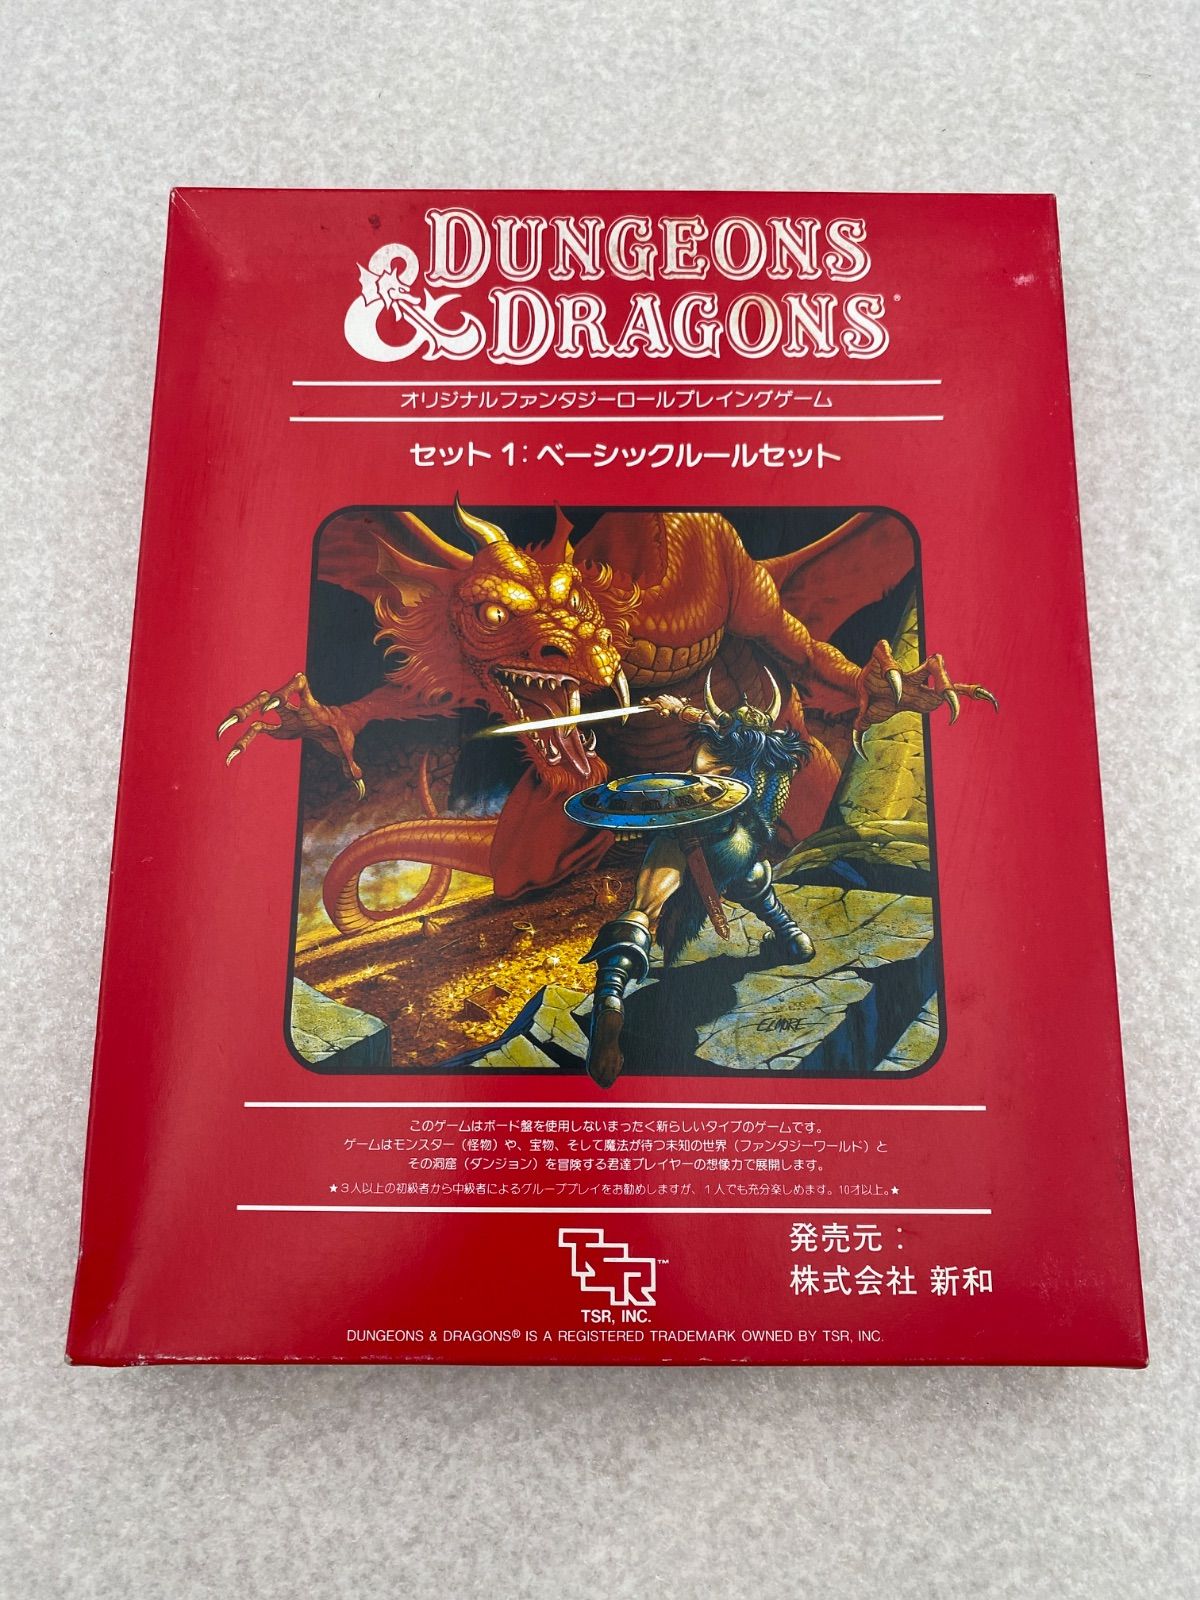 DUNGEONS
& DRAGONS®
オリジナルファンタジーロールプレイングゲーム
セット1:ベーシックルールセット
ELMORE
このゲームはボード盤を使用しないまったく新らしいタイプのゲームです。
ゲームはモンスター(怪物)や、宝物、そして魔法が待つ未知の世界(ファンタジーワールド)と
その洞窟(ダンジョン)を冒険する君達プレイヤーの想像力で展開します。
★3人以上の初級者から中級者によるグループプレイをお勧めしますが、1人でも充分楽しめます。10才以上。★
TSR™
TSR, INC.
発売元:
株式会社 新和
DUNGEONS & DRAGONS® IS A REGISTERED TRADEMARK OWNED BY TSR, INC.